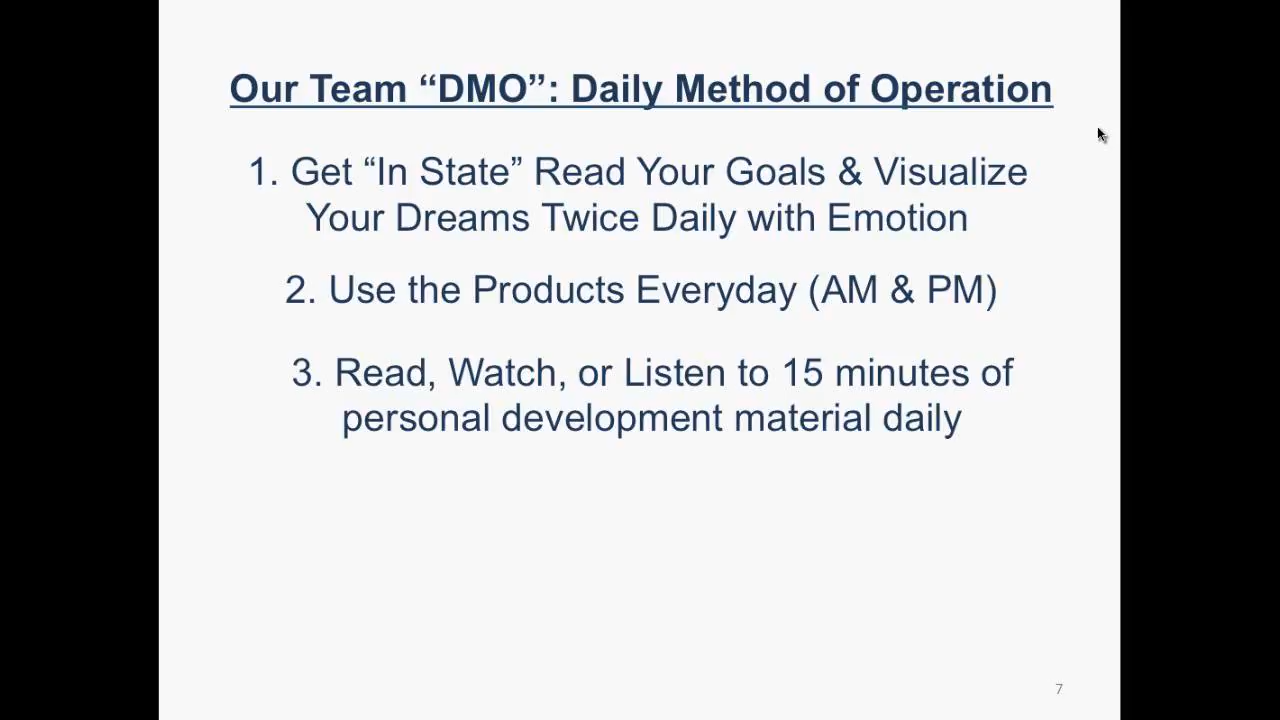 Our Team “DMO”: Daily Method of Operation
1. Get “In State” Read Your Goals & Visualize
Your Dreams Twice Daily with Emotion
2. Use the Products Everyday (AM & PM)
3. Read, Watch, or Listen to 15 minutes of
personal development material daily
7